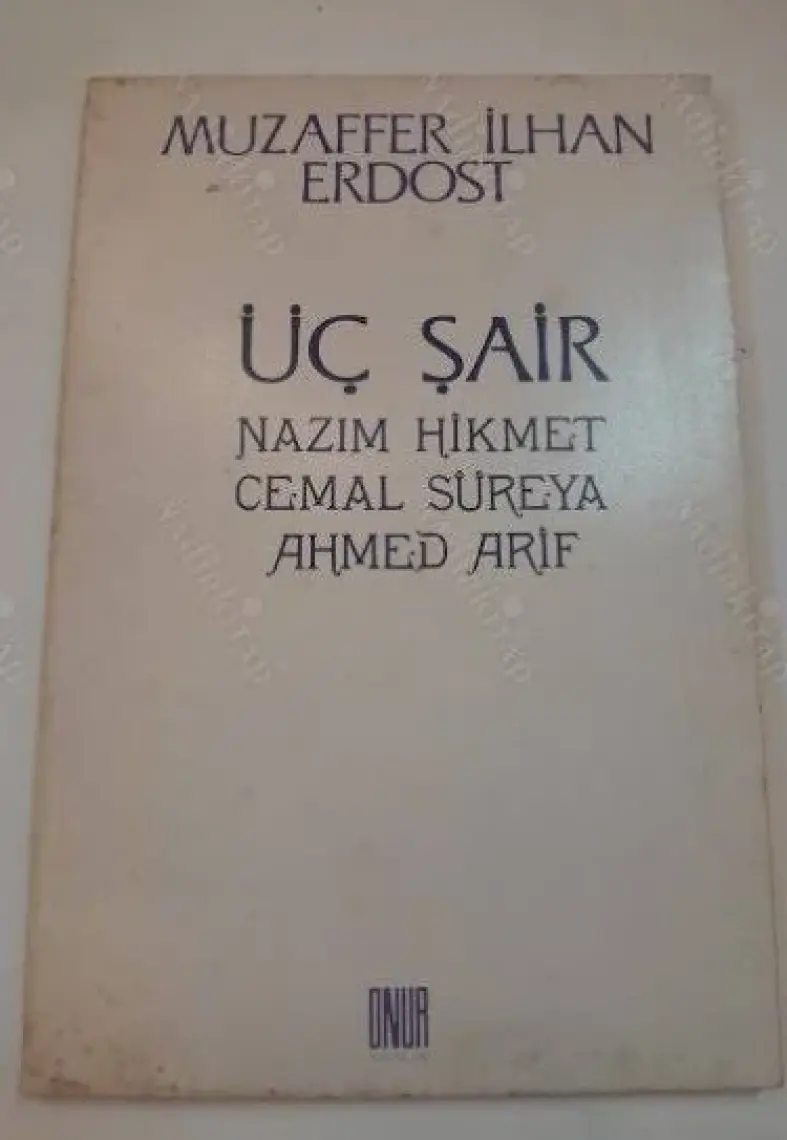 MUZAFFER İLHAN
ERDOST
ÜÇ ŞAİR
NAZIM HİKMET
CEMAL SÜREYA
AHMED ARİF
ONUR